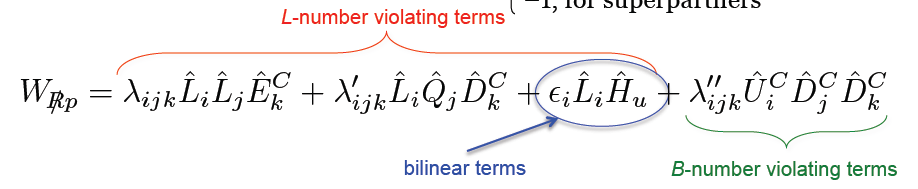 −1, for superpartners
L-number violating terms
W_{R̸p} = λ_{ijk} L̂_i L̂_j Ê^C_k + λ′_{ijk} L̂_i Q̂_j D̂^C_k + ϵ_i L̂_i Ĥ_u + λ″_{ijk} Û^C_i D̂^C_j D̂^C_k
bilinear terms
B-number violating terms